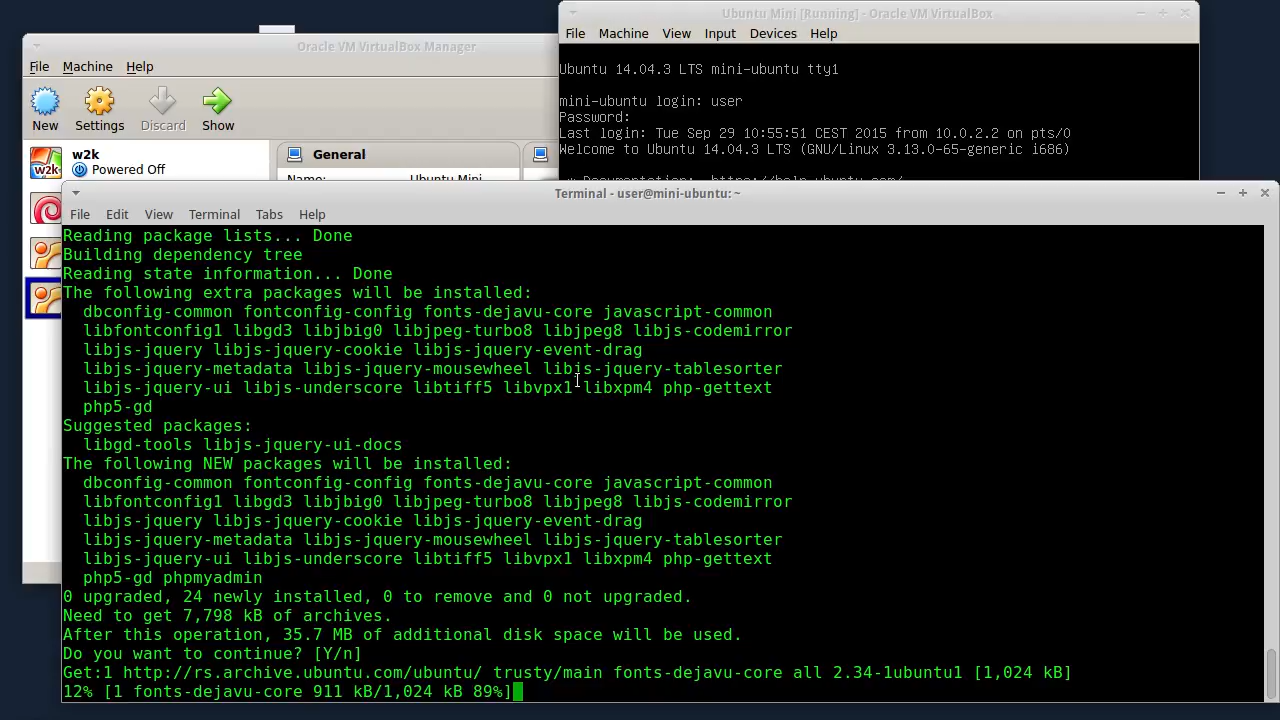 Ubuntu Mini [Running] - Oracle VM VirtualBox
File Machine View Input Devices Help
Ubuntu 14.04.3 LTS mini-ubuntu tty1
mini-ubuntu login: user
Password:
Last login: Tue Sep 29 10:55:51 CEST 2015 from 10.0.2.2 on pts/0
Welcome to Ubuntu 14.04.3 LTS (GNU/Linux 3.13.0-65-generic i686)
* Documentation: https://help.ubuntu.com/
Oracle VM VirtualBox Manager
File Machine Help
New Settings Discard Show
w2k
w2k
Powered Off
General
Name: Ubuntu Mini
Terminal - user@mini-ubuntu: ~
File Edit View Terminal Tabs Help
Reading package lists... Done
Building dependency tree
Reading state information... Done
The following extra packages will be installed:
dbconfig-common fontconfig-config fonts-dejavu-core javascript-common
libfontconfig1 libgd3 libjbig0 libjpeg-turbo8 libjpeg8 libjs-codemirror
libjs-jquery libjs-jquery-cookie libjs-jquery-event-drag
libjs-jquery-metadata libjs-jquery-mousewheel libjs-jquery-tablesorter
libjs-jquery-ui libjs-underscore libtiff5 libvpx1 libxpm4 php-gettext
php5-gd
Suggested packages:
libgd-tools libjs-jquery-ui-docs
The following NEW packages will be installed:
dbconfig-common fontconfig-config fonts-dejavu-core javascript-common
libfontconfig1 libgd3 libjbig0 libjpeg-turbo8 libjpeg8 libjs-codemirror
libjs-jquery libjs-jquery-cookie libjs-jquery-event-drag
libjs-jquery-metadata libjs-jquery-mousewheel libjs-jquery-tablesorter
libjs-jquery-ui libjs-underscore libtiff5 libvpx1 libxpm4 php-gettext
php5-gd phpmyadmin
0 upgraded, 24 newly installed, 0 to remove and 0 not upgraded.
Need to get 7,798 kB of archives.
After this operation, 35.7 MB of additional disk space will be used.
Do you want to continue? [Y/n]
Get:1 http://rs.archive.ubuntu.com/ubuntu/ trusty/main fonts-dejavu-core all 2.34-1ubuntu1 [1,024 kB]
12% [1 fonts-dejavu-core 911 kB/1,024 kB 89%]